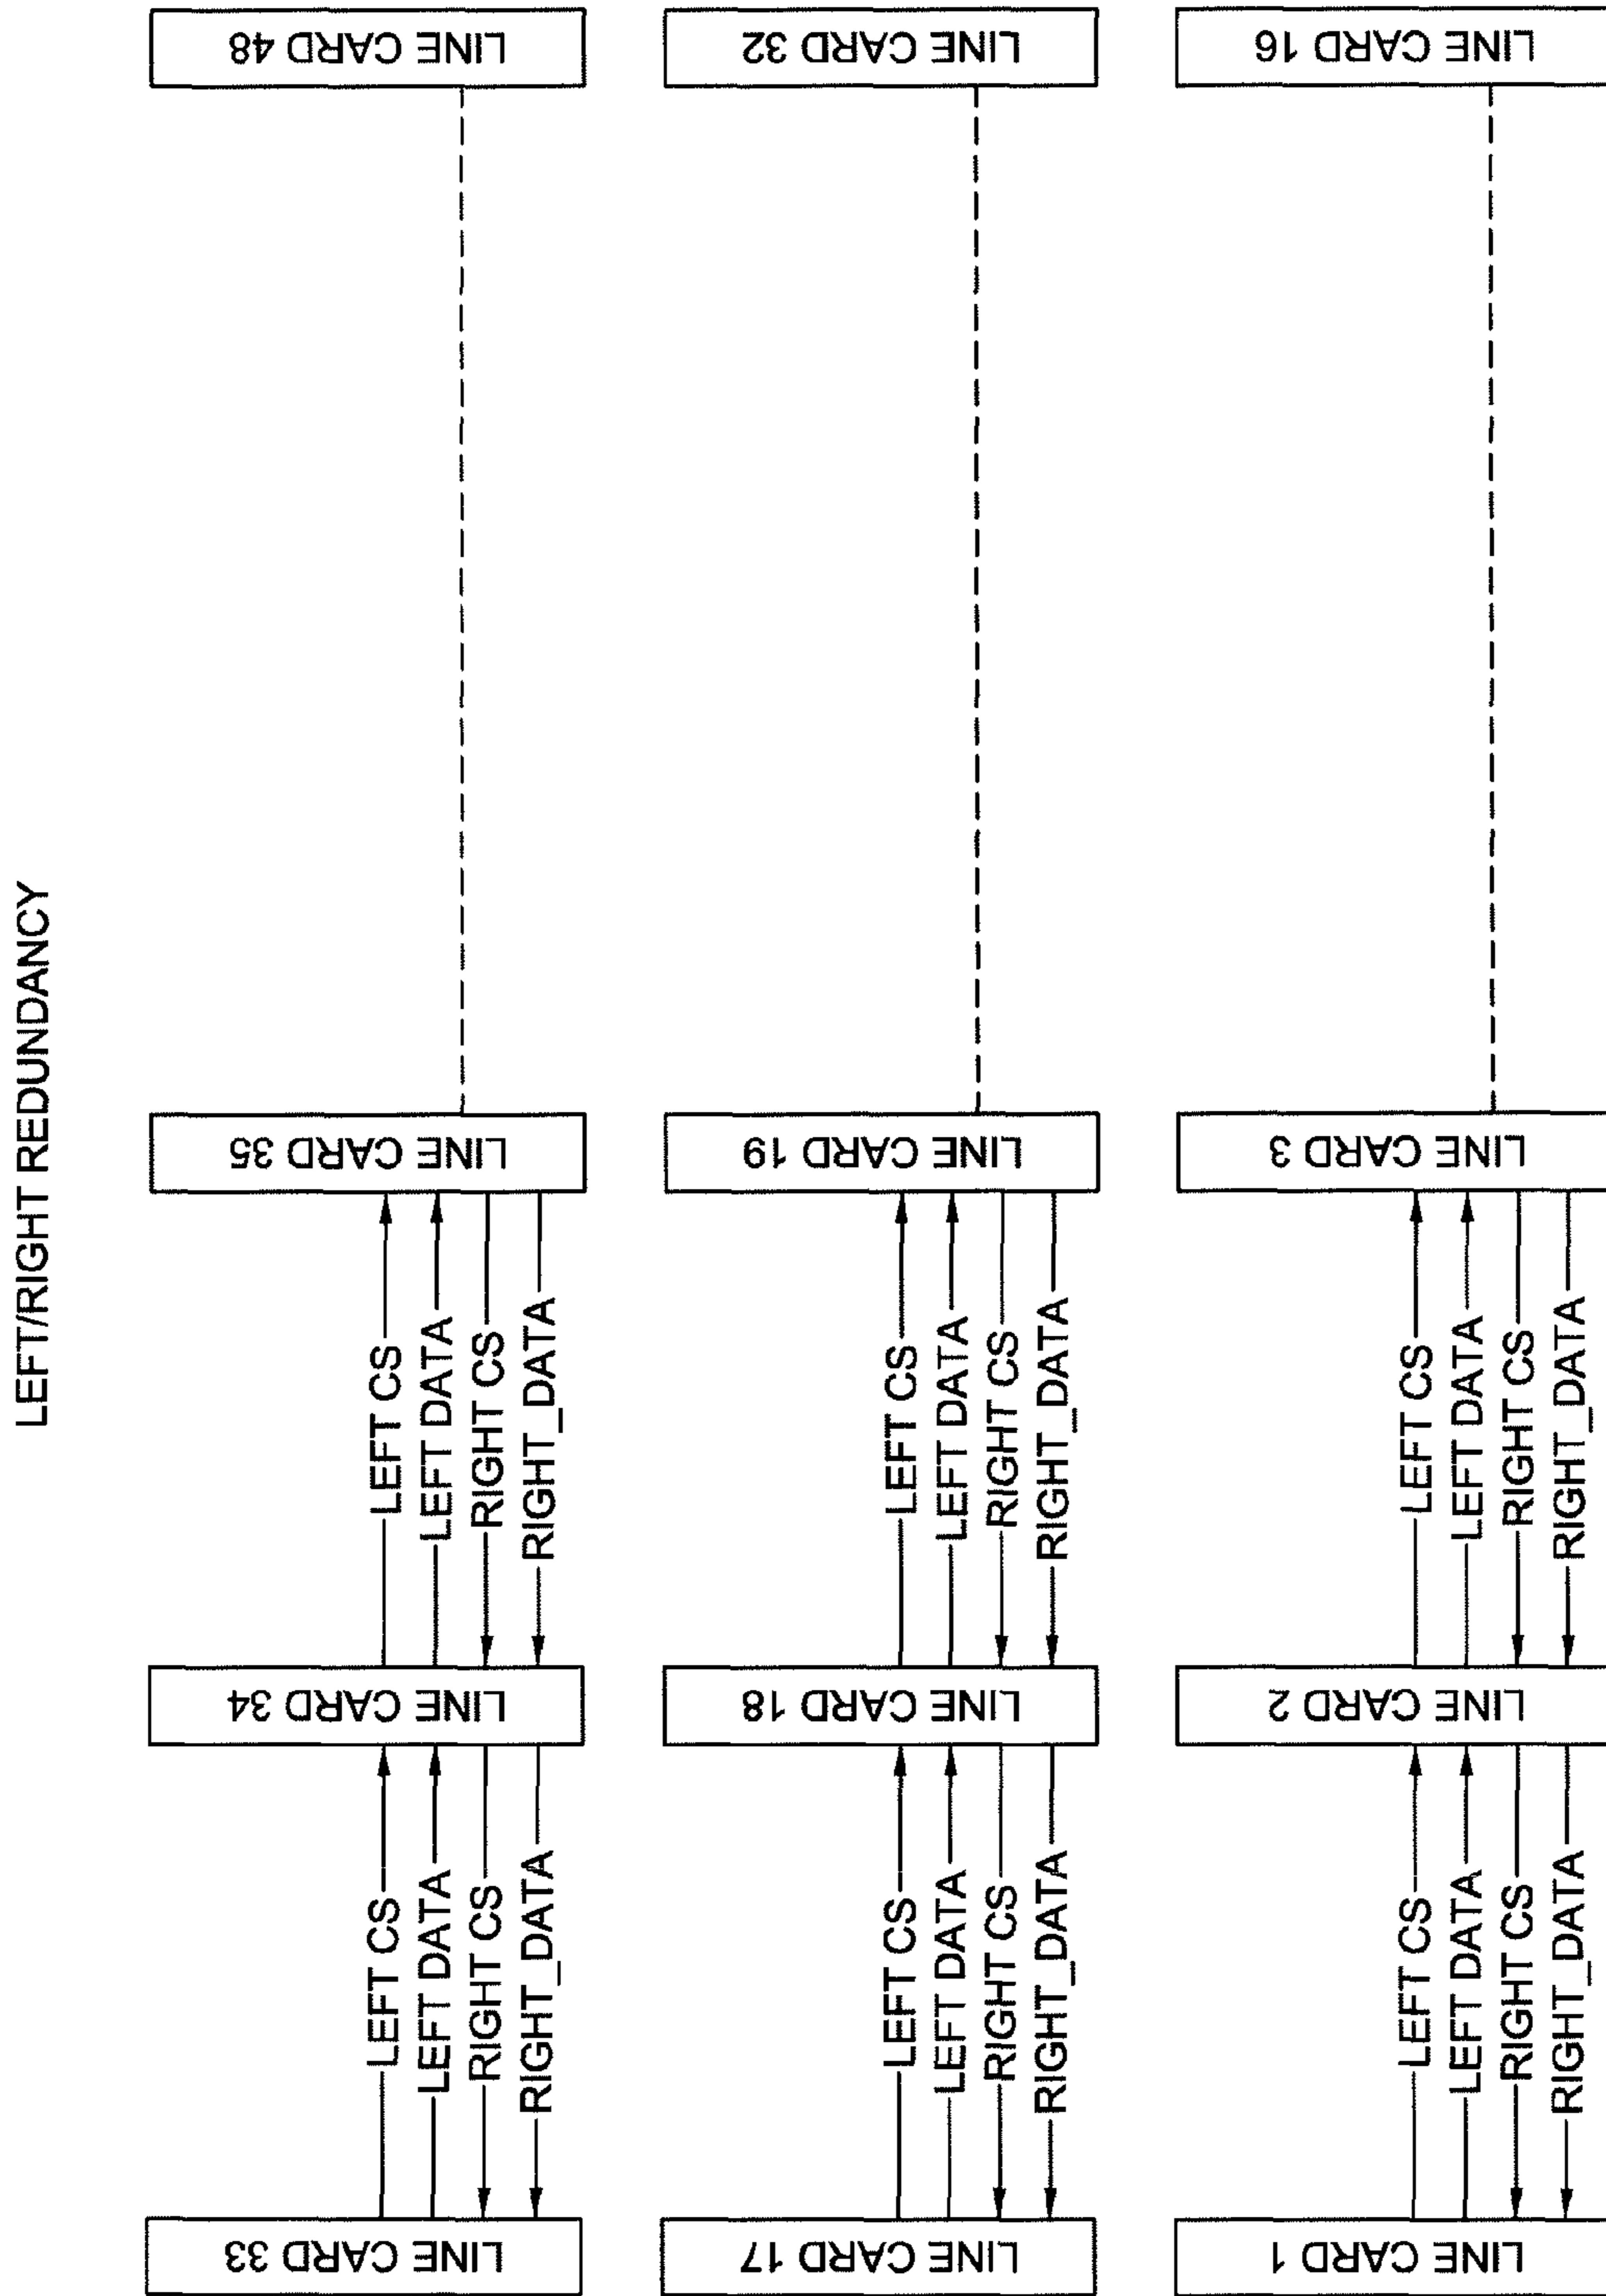 LEFT/RIGHT REDUNDANCY
LINE CARD 33
LEFT CS
LEFT DATA
RIGHT CS
RIGHT_DATA
LINE CARD 34
LEFT CS
LEFT DATA
RIGHT CS
RIGHT_DATA
LINE CARD 35
LINE CARD 48
LINE CARD 17
LEFT CS
LEFT DATA
RIGHT CS
RIGHT_DATA
LINE CARD 18
LEFT CS
LEFT DATA
RIGHT CS
RIGHT_DATA
LINE CARD 19
LINE CARD 32
LINE CARD 1
LEFT CS
LEFT DATA
RIGHT CS
RIGHT_DATA
LINE CARD 2
LEFT CS
LEFT DATA
RIGHT CS
RIGHT_DATA
LINE CARD 3
LINE CARD 16